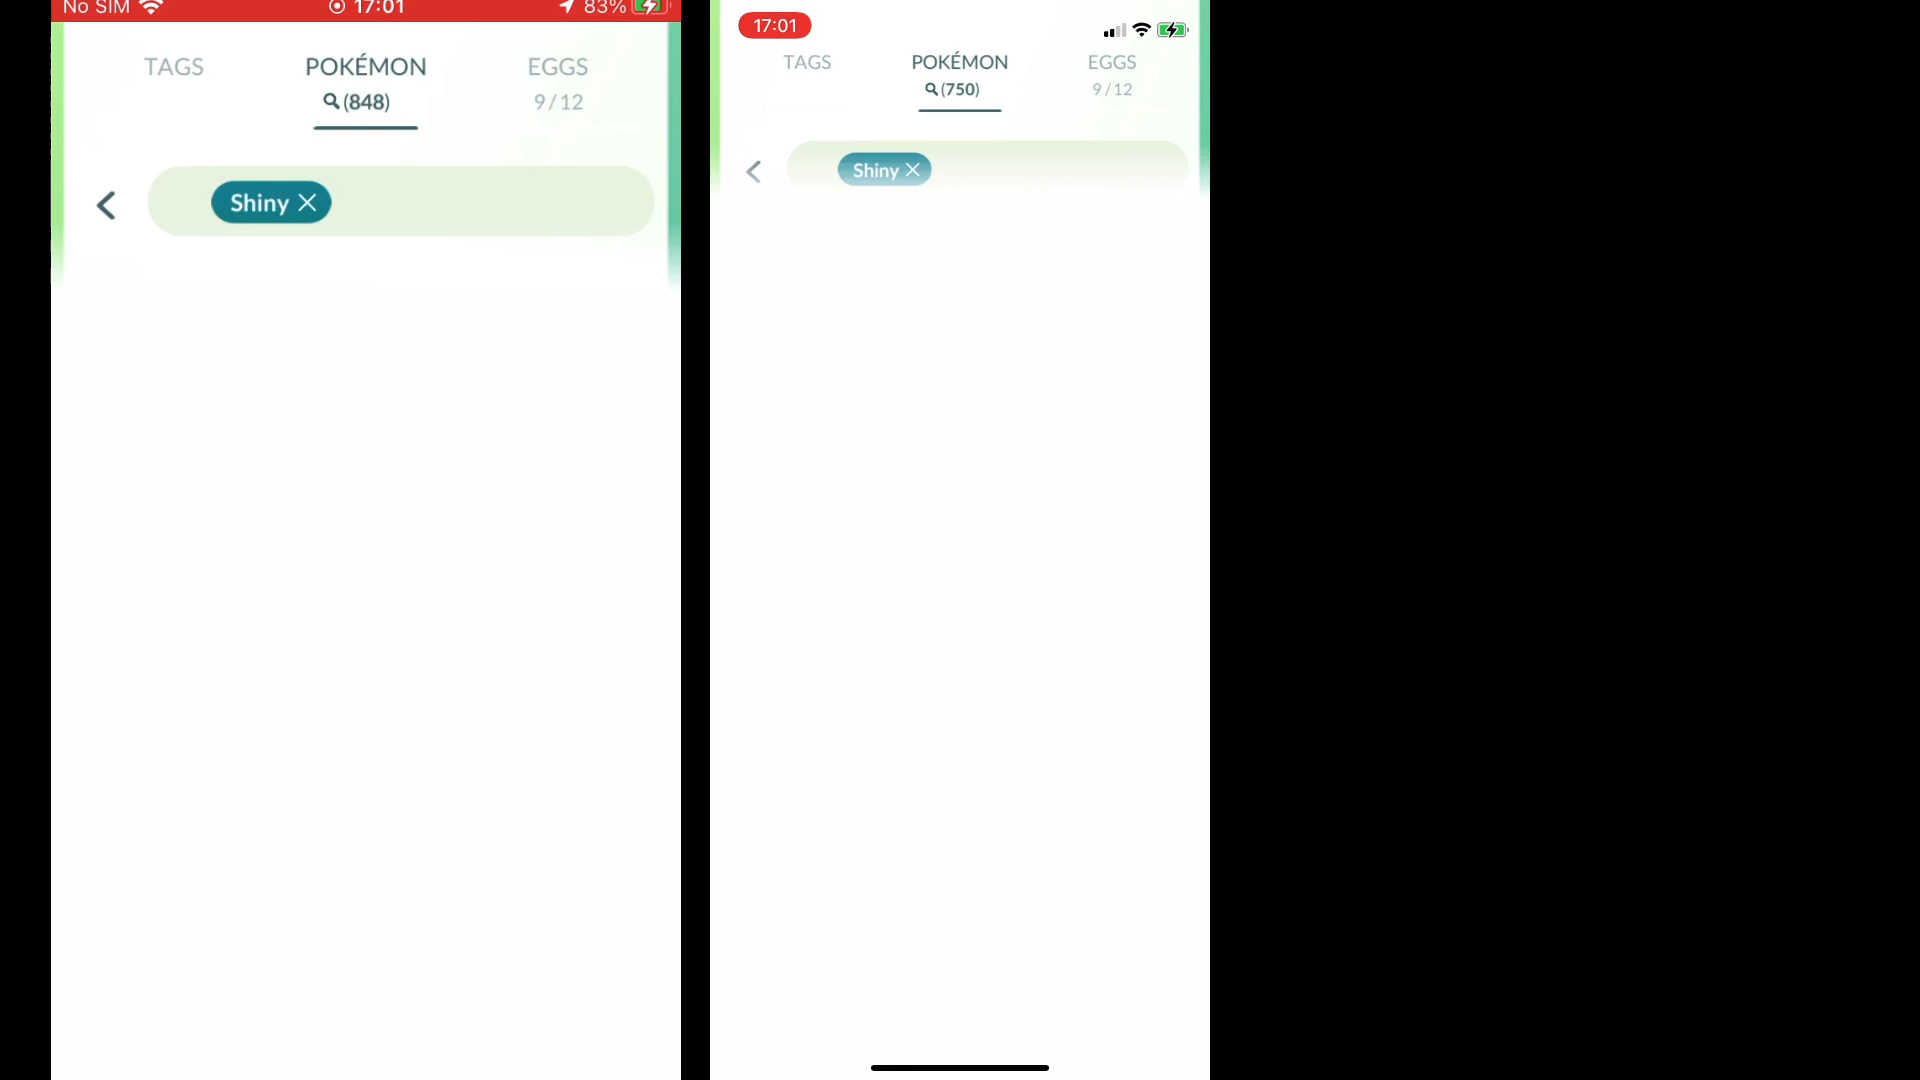 No SIM 17:01 83%
TAGS POKÉMON EGGS
(848) 9/12
Shiny
17:01
TAGS POKÉMON EGGS
(750) 9/12
Shiny